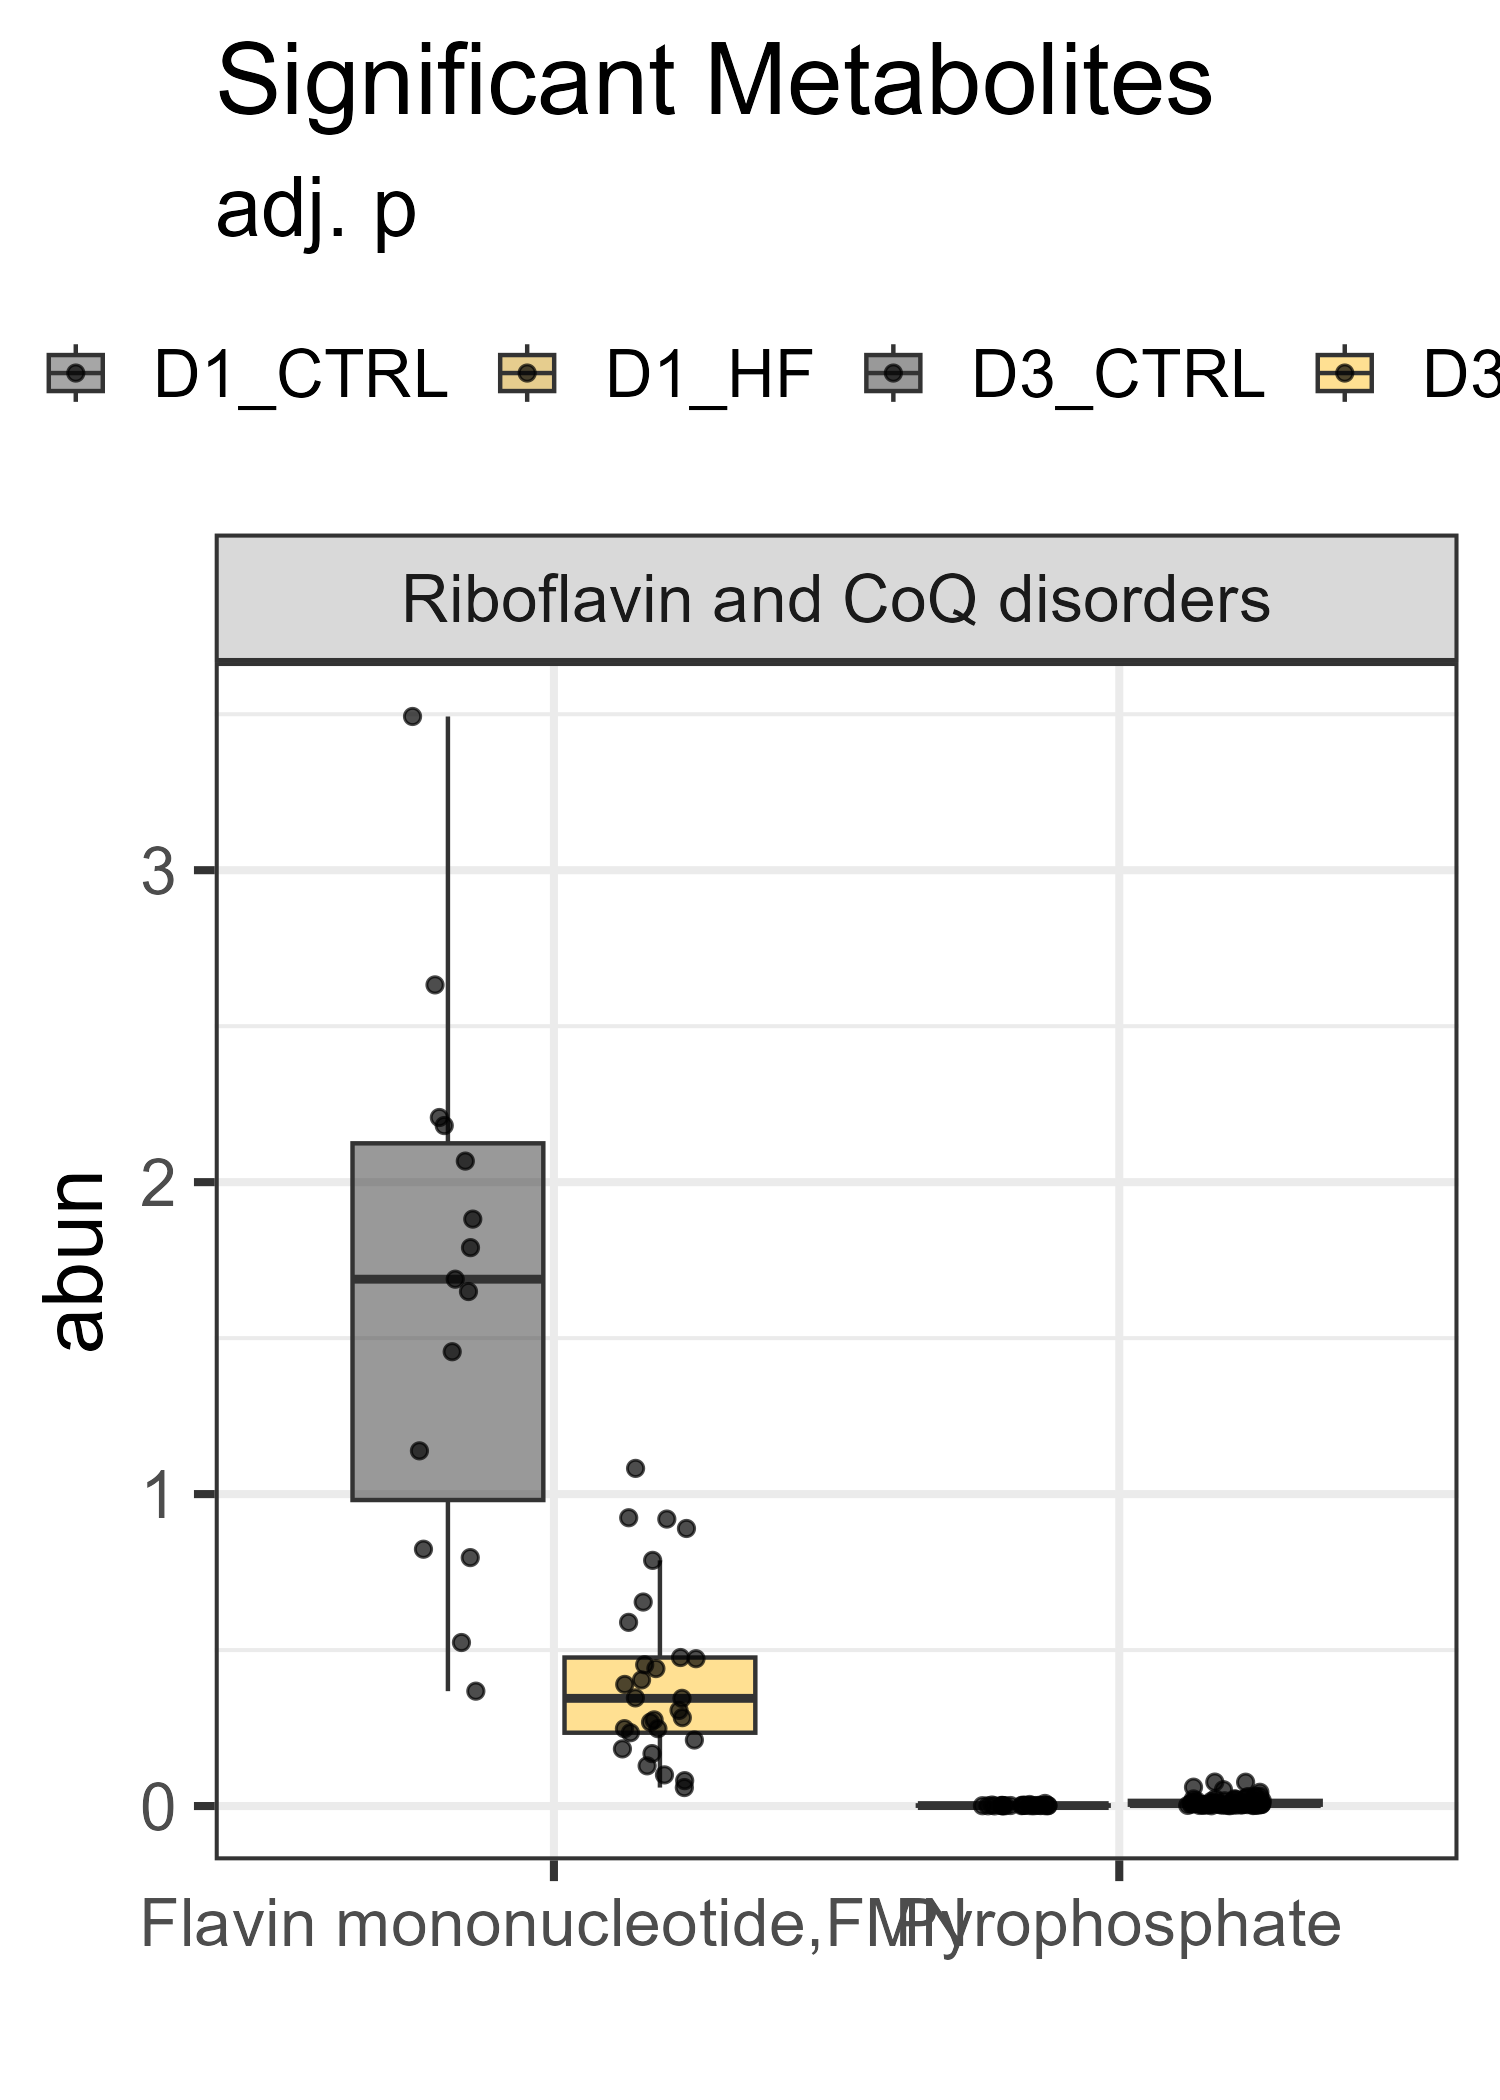 Significant Metabolites
adj. p
D1_CTRL D1_HF D3_CTRL D3
Riboflavin and CoQ disorders
3
2
1
0
abun
Flavin mononucleotide,FMN Pyrophosphate